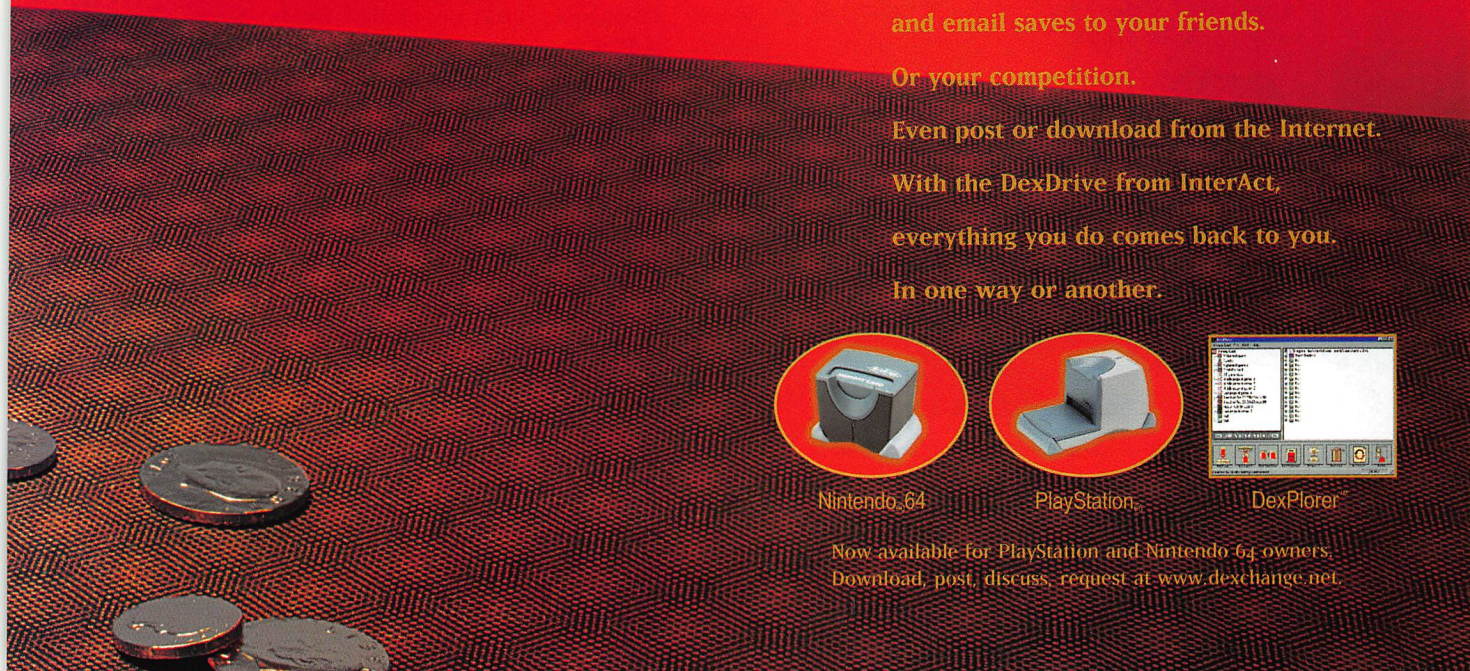 and email saves to your friends.
Or your competition.
Even post or download from the Internet.
With the DexDrive from InterAct,
everything you do comes back to you.
In one way or another.
Nintendo®64
PlayStation®
DexPlorer™
Now available for PlayStation and Nintendo 64 owners.
Download, post, discuss, request at www.dexchange.net.